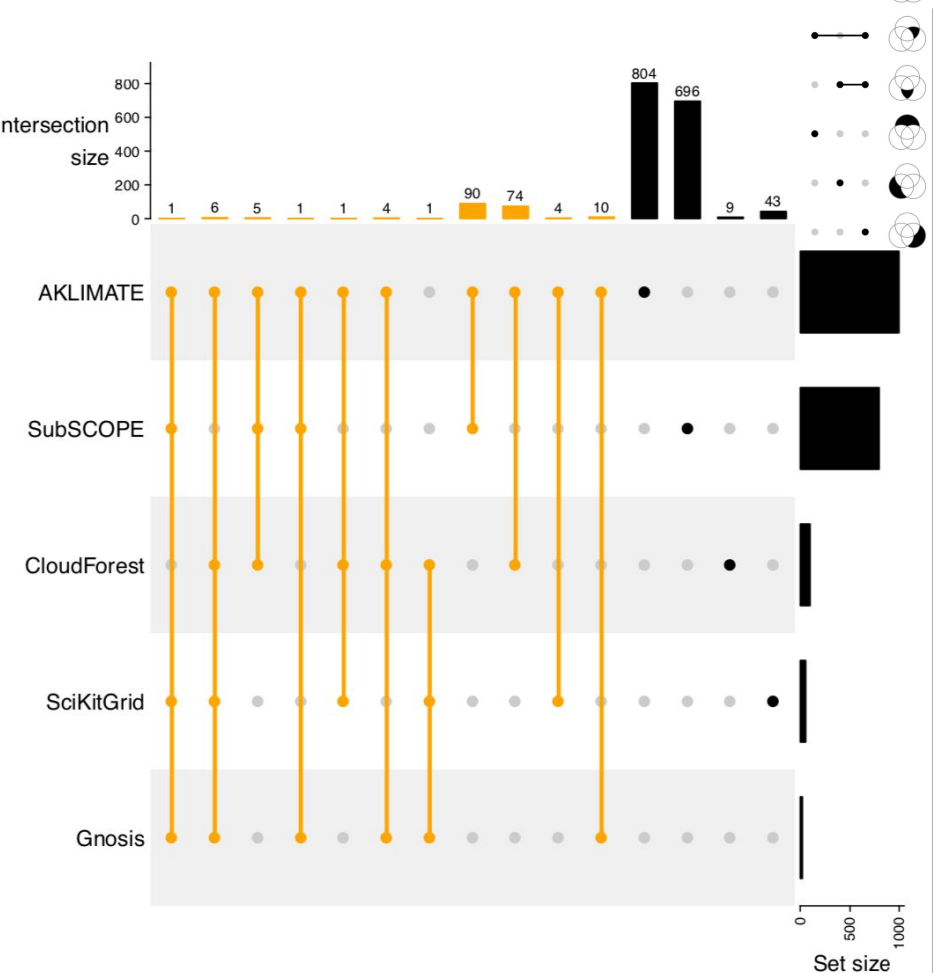 804
696
800
600
ntersection
400
size
200
0
1 6 5 1 1 4 1 90 74 4 10 9 43
AKLIMATE
SubSCOPE
CloudForest
SciKitGrid
Gnosis
0 500 1000
Set size